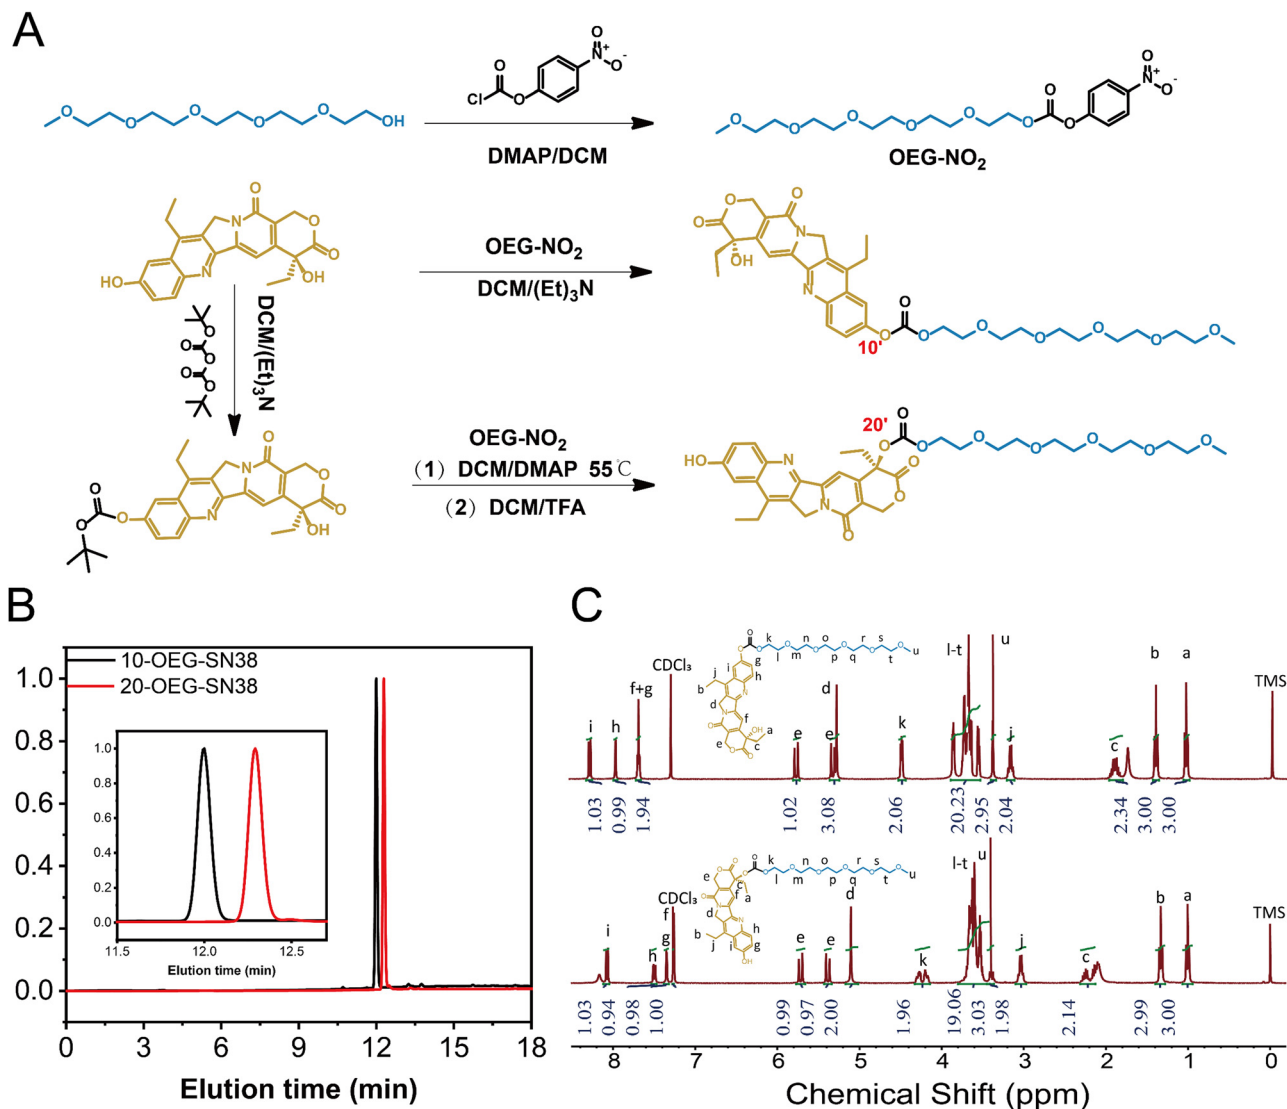 A
DMAP/DCM
OEG-NO₂
OEG-NO₂
DCM/(Et)₃N
10'
DCM/(Et)₃N
OEG-NO₂
(1) DCM/DMAP 55℃
(2) DCM/TFA
20'
B
10-OEG-SN38
20-OEG-SN38
1.0
0.8
0.6
0.4
0.2
0.0
1.0
0.8
0.6
0.4
0.2
0.0
11.5 12.0 12.5
Elution time (min)
0 3 6 9 12 15 18
Elution time (min)
C
k n o r s
l m p q t u
i h f+g CDCl₃ e e d k l-t u j c b a TMS
1.03 0.99 1.94 1.02 3.08 2.06 20.23 2.95 2.04 2.34 3.00 3.00
k n o r s
l m p q t u
i h g f CDCl₃ e e d k l-t u j c b a TMS
1.03 0.94 0.98 1.00 0.99 0.97 2.00 1.96 19.06 3.03 1.98 2.14 2.99 3.00
8 7 6 5 4 3 2 1 0
Chemical Shift (ppm)